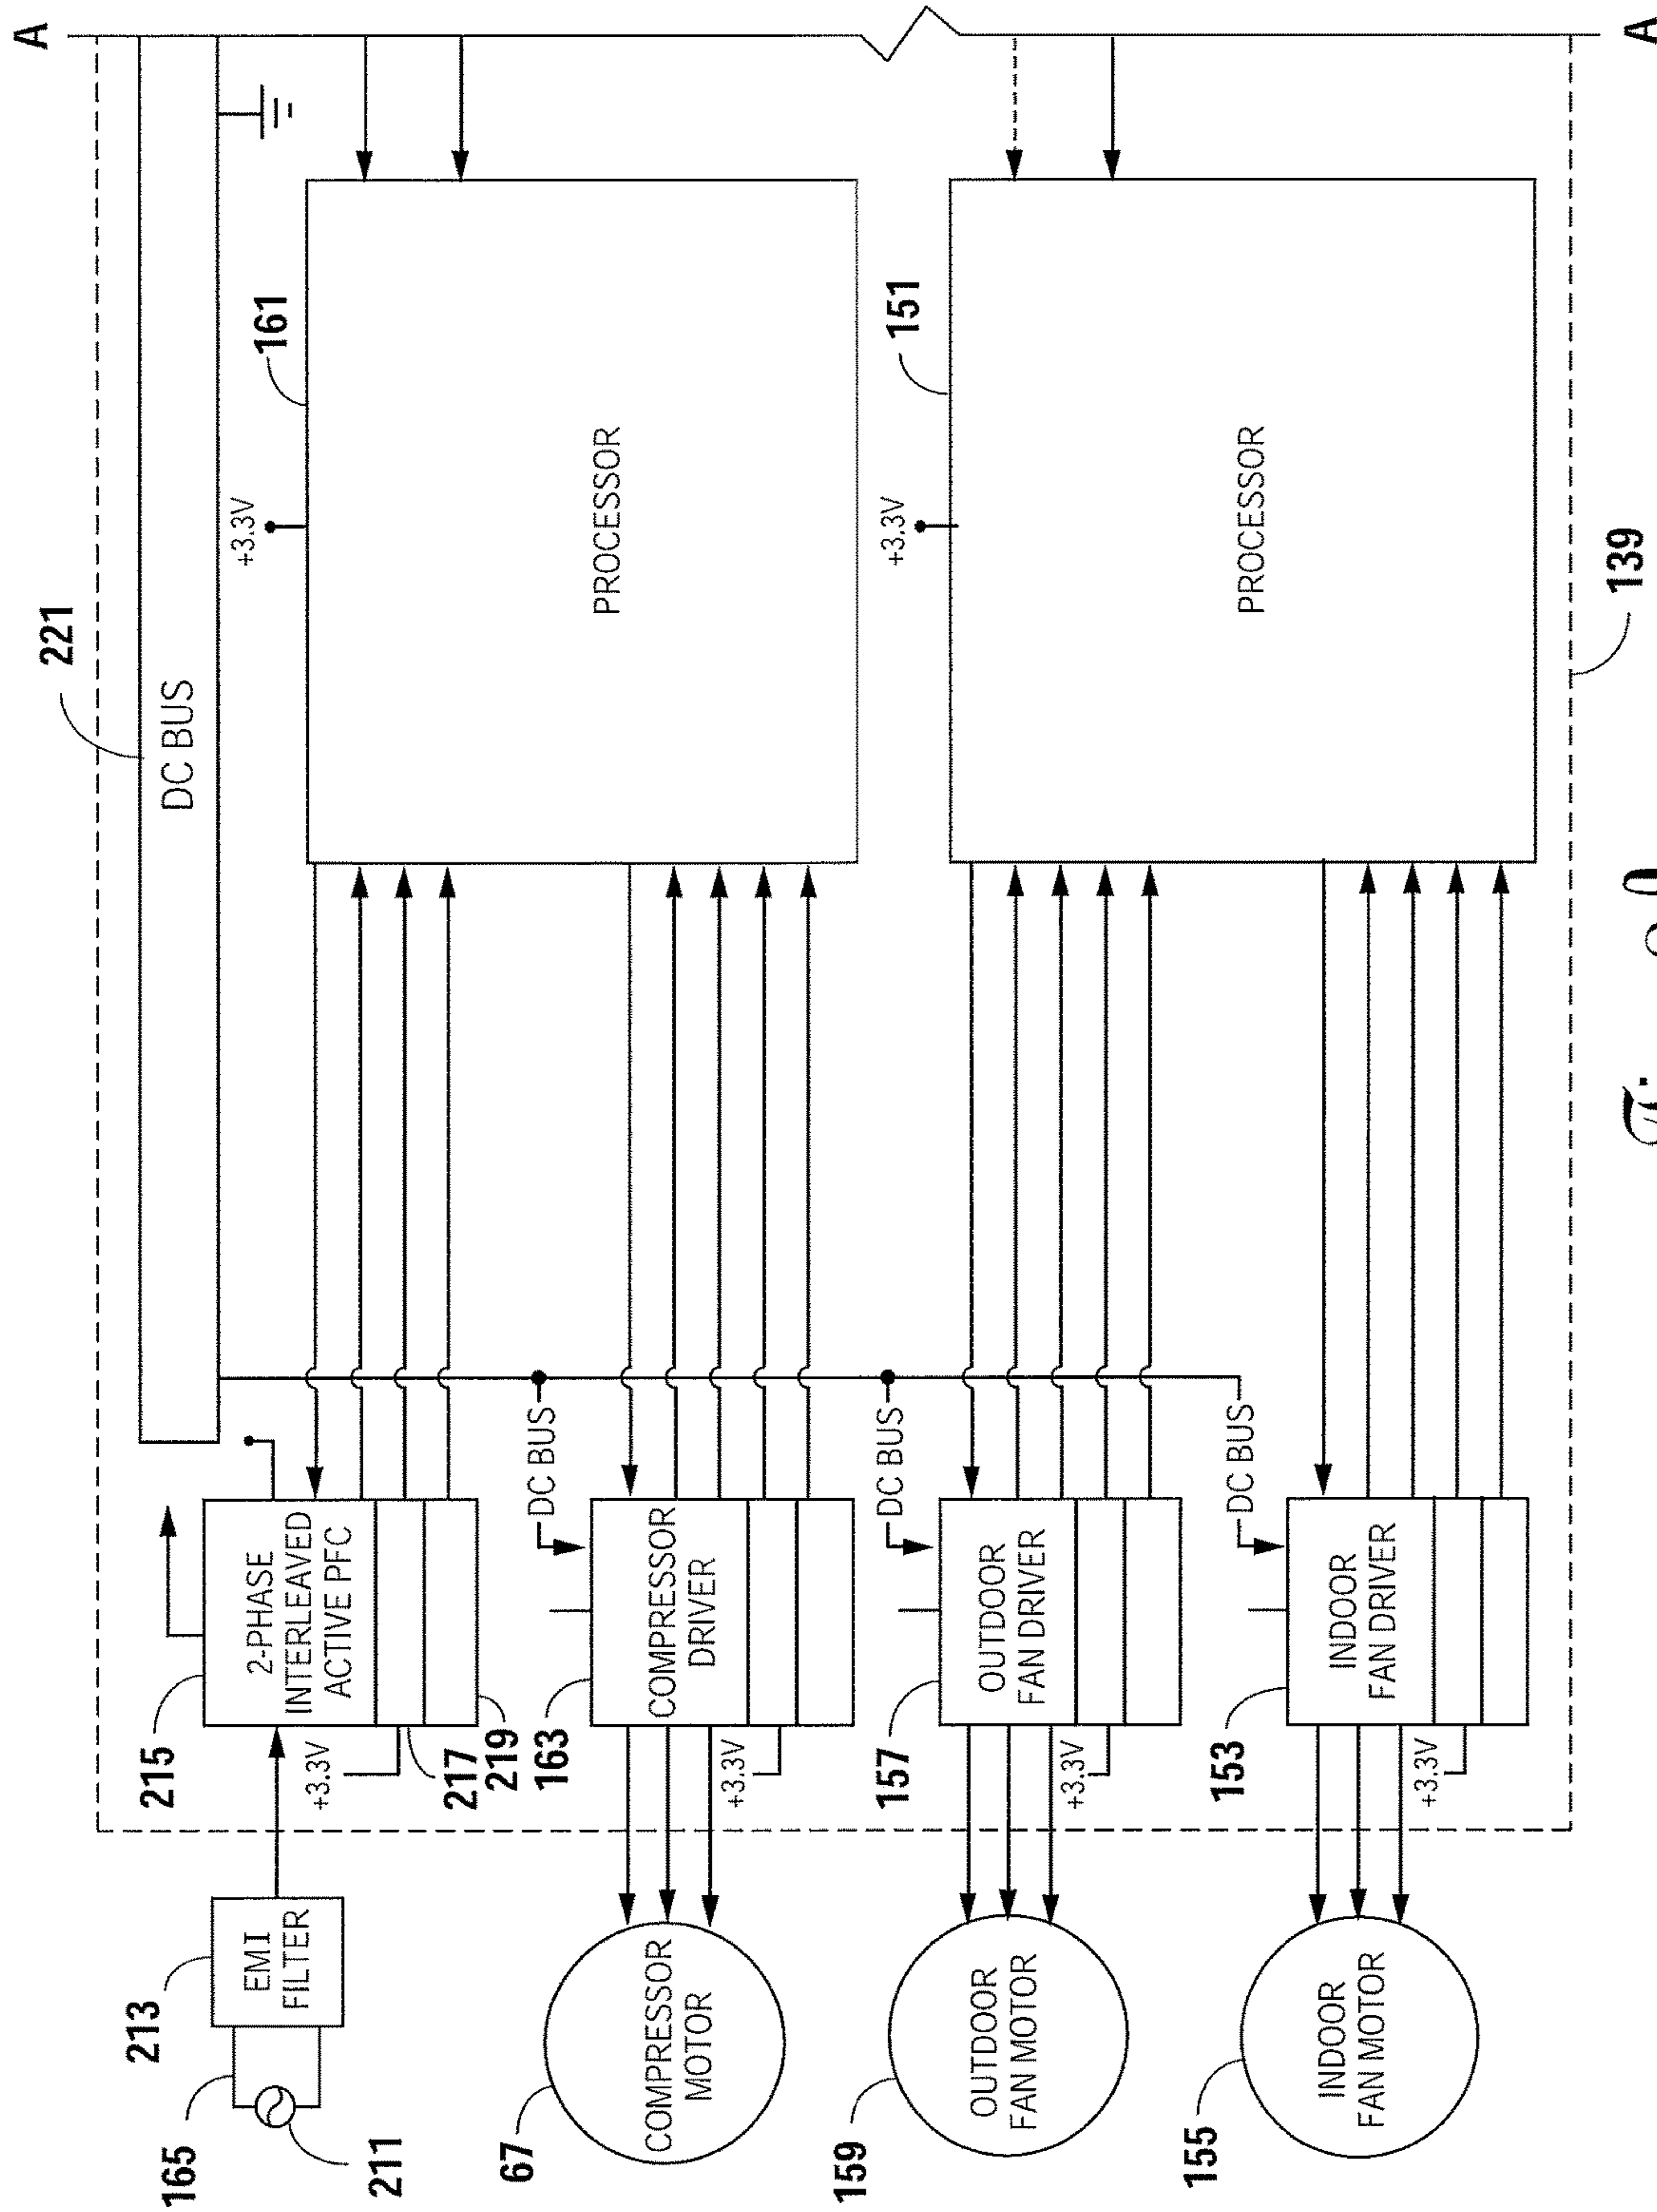 A
221
DC BUS
161
+3.3V
PROCESSOR
151
+3.3V
PROCESSOR
139
A
215
2-PHASE
INTERLEAVED
ACTIVE PFC
+3.3V
217
219
DC BUS
163
COMPRESSOR
DRIVER
+3.3V
DC BUS
157
OUTDOOR
FAN DRIVER
+3.3V
DC BUS
153
INDOOR
FAN DRIVER
+3.3V
213
EMI
FILTER
165
211
67
COMPRESSOR
MOTOR
159
OUTDOOR
FAN MOTOR
155
INDOOR
FAN MOTOR